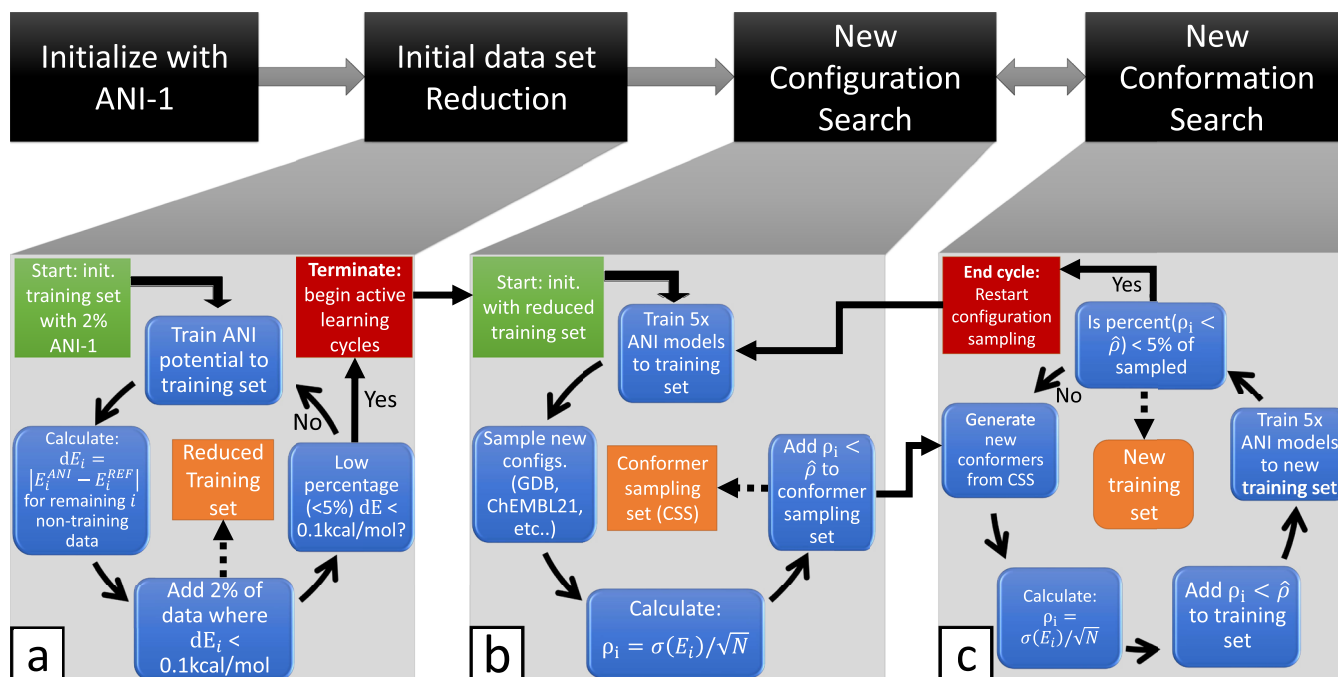 Initialize with
ANI-1
Initial data set
Reduction
New
Configuration
Search
New
Conformation
Search
Start: init.
training set
with 2%
ANI-1
Terminate:
begin active
learning
cycles
Train ANI
potential to
training set
No
Yes
Calculate:
dE_i =
|E_i^{ANI} − E_i^{REF}|
for remaining i
non-training
data
Reduced
Training
set
Low
percentage
(<5%) dE <
0.1kcal/mol?
Add 2% of
data where
dE_i <
0.1kcal/mol
a
Start: init.
with reduced
training set
Train 5x
ANI models
to training
set
Sample new
configs.
(GDB,
ChEMBL21,
etc..)
Conformer
sampling
set (CSS)
Add ρ_i <
ρ̂ to
conformer
sampling
set
Calculate:
ρ_i = σ(E_i)/√N
b
End cycle:
Restart
configuration
sampling
Yes
Is percent(ρ_i <
ρ̂) < 5% of
sampled
No
Generate
new
conformers
from CSS
New
training
set
Train 5x
ANI models
to new
training set
Calculate:
ρ_i =
σ(E_i)/√N
Add ρ_i < ρ̂
to training
set
c